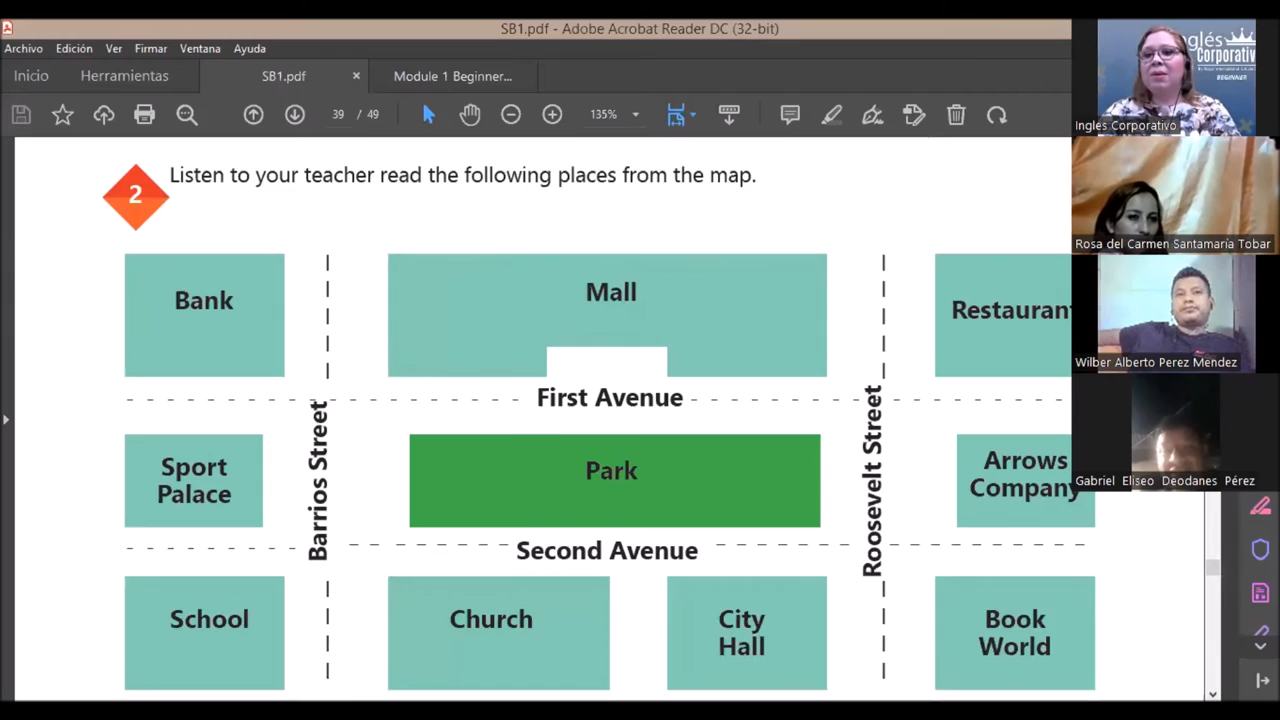 SB1.pdf - Adobe Acrobat Reader DC (32-bit)
Archivo Edición Ver Firmar Ventana Ayuda
Inicio Herramientas SB1.pdf × Module 1 Beginner...
39 / 49 135%
2 Listen to your teacher read the following places from the map.
Bank Mall Restaurant
First Avenue
Barrios Street
Roosevelt Street
Sport Palace
Park
Arrows Company
Second Avenue
School Church City Hall Book World
Inglés Corporativo
BEGINNER
Ingles Corporativo
Rosa del Carmen Santamaría Tobar
Wilber Alberto Perez Mendez
Gabriel Eliseo Deodanes Pérez